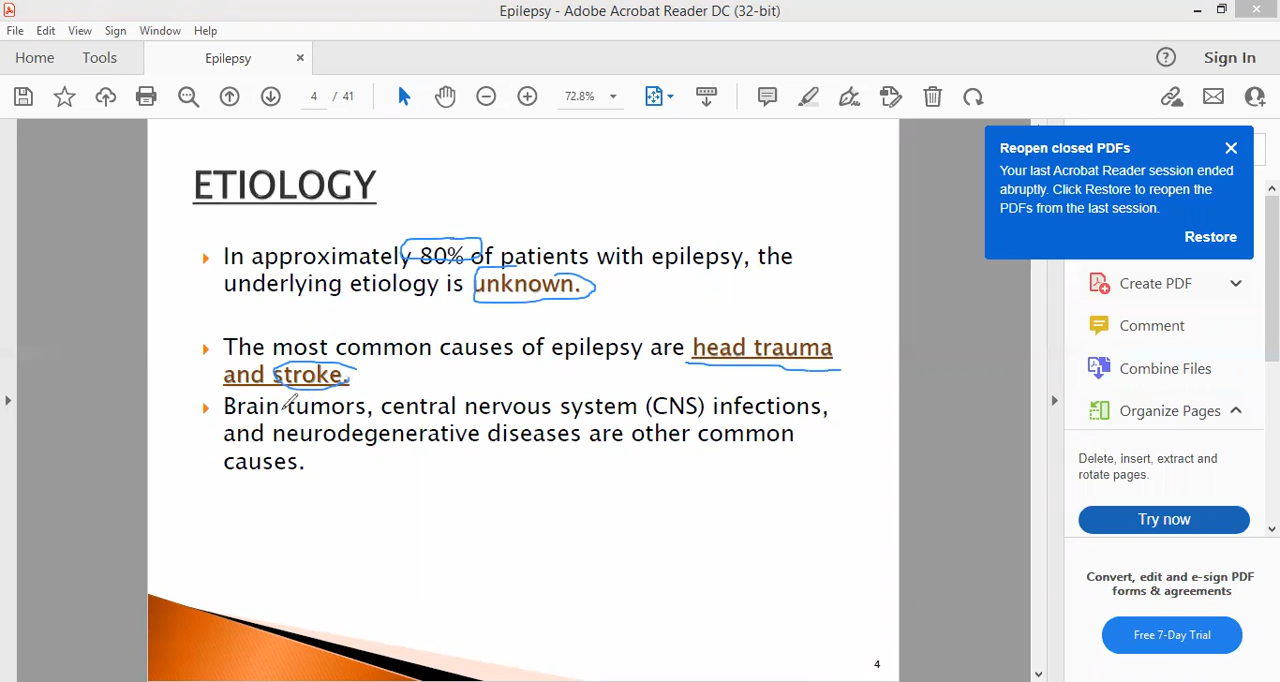 Epilepsy - Adobe Acrobat Reader DC (32-bit)
File Edit View Sign Window Help
Home Tools Epilepsy Sign In
4 / 41 72.8%
Reopen closed PDFs
Your last Acrobat Reader session ended
abruptly. Click Restore to reopen the
PDFs from the last session.
Restore
ETIOLOGY
In approximately 80% of patients with epilepsy, the
underlying etiology is unknown.
The most common causes of epilepsy are head trauma
and stroke.
Brain tumors, central nervous system (CNS) infections,
and neurodegenerative diseases are other common
causes.
4
Create PDF
Comment
Combine Files
Organize Pages
Delete, insert, extract and
rotate pages.
Try now
Convert, edit and e-sign PDF
forms & agreements
Free 7-Day Trial